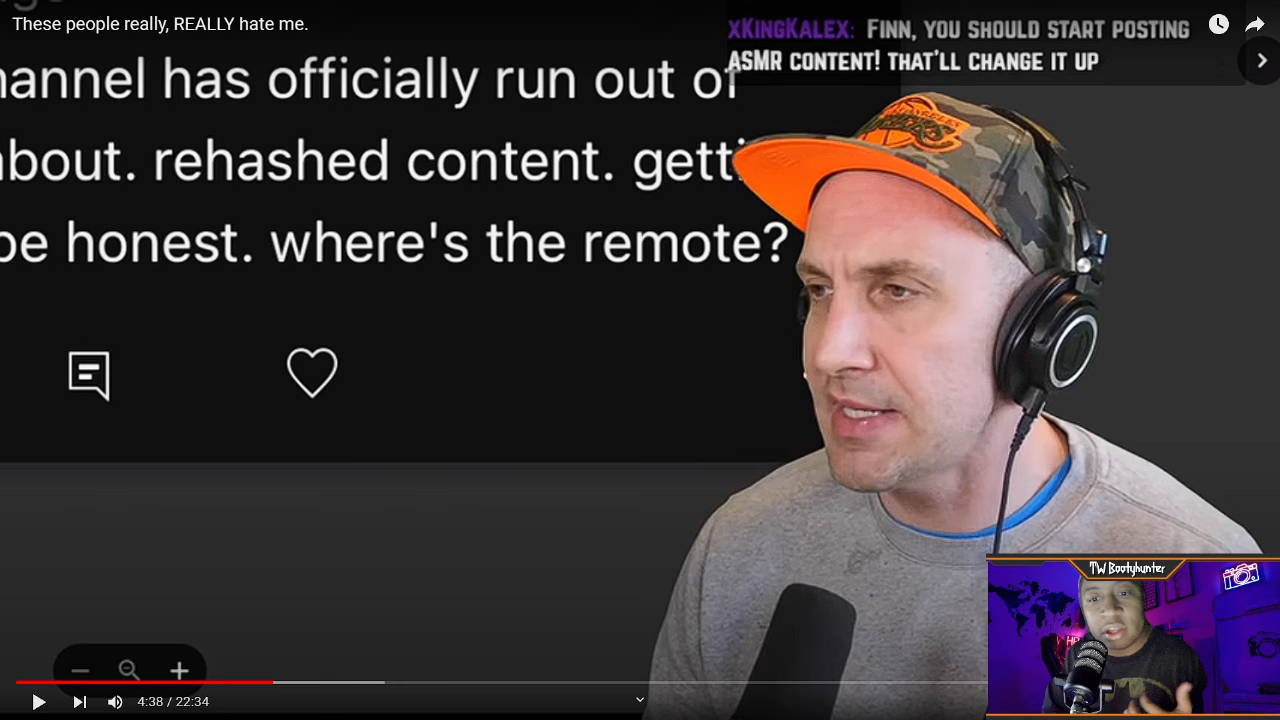 These people really, REALLY hate me.
xKingKalex: Finn, you should start posting
ASMR content! that'll change it up
hannel has officially run out of
about. rehashed content. getti
be honest. where's the remote?
TW Bootyhunter
4:38 / 22:34